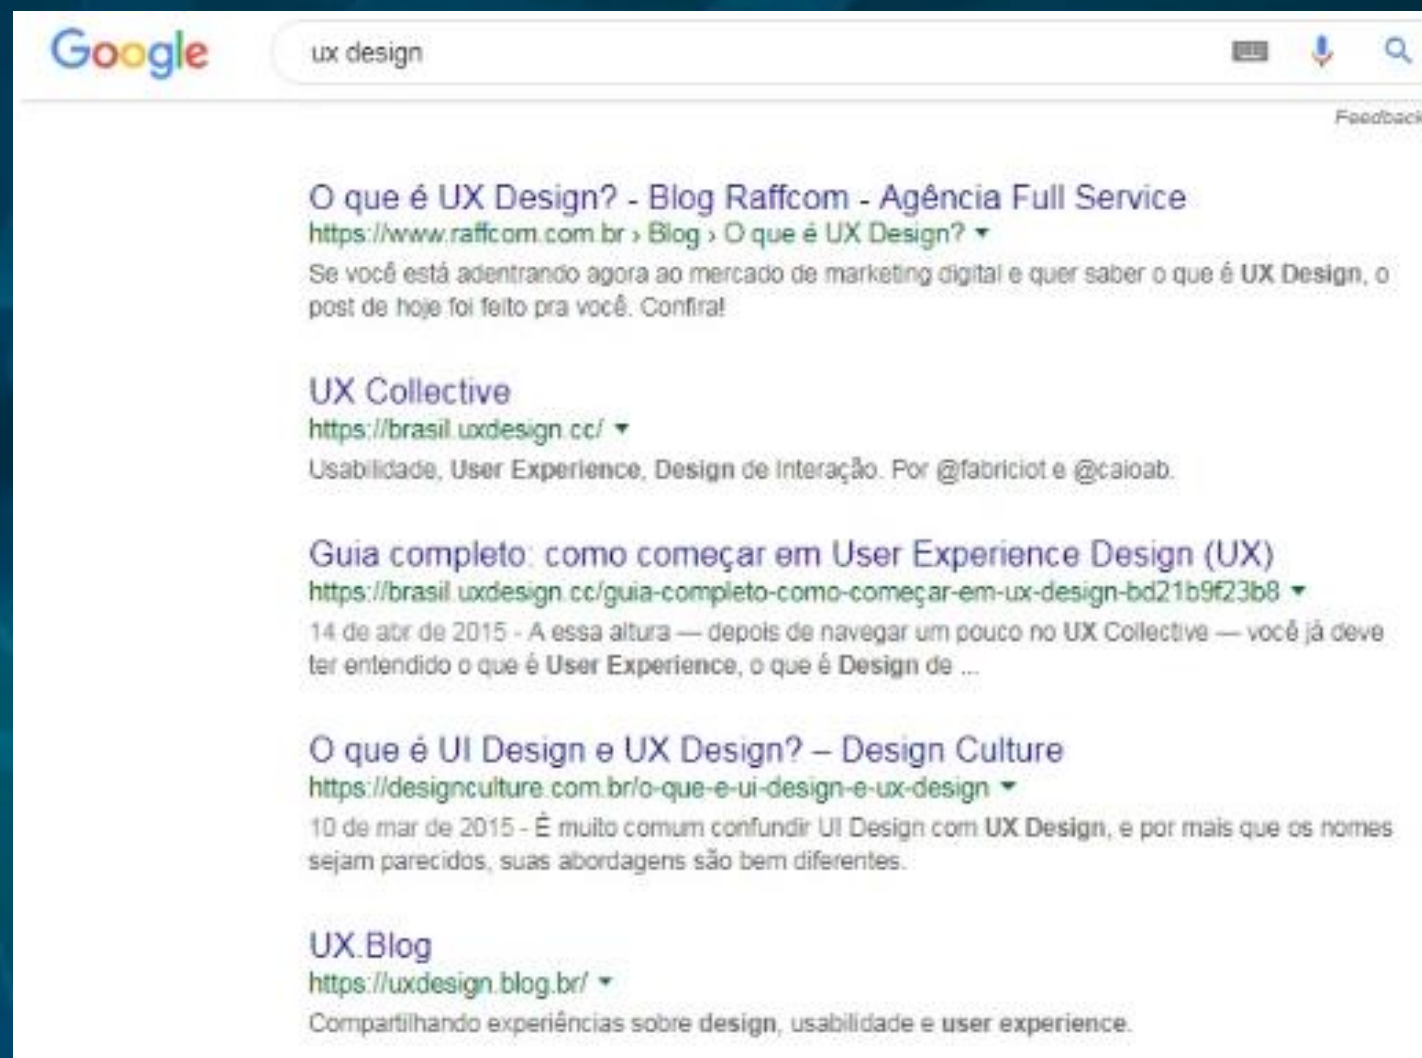 Google
ux design
Feedback
O que é UX Design? - Blog Raffcom - Agência Full Service
https://www.raffcom.com.br › Blog › O que é UX Design?
Se você está adentrando agora ao mercado de marketing digital e quer saber o que é UX Design, o
post de hoje foi feito pra você. Confira!
UX Collective
https://brasil.uxdesign.cc/
Usabilidade, User Experience, Design de Interação. Por @fabriciot e @caioab.
Guia completo: como começar em User Experience Design (UX)
https://brasil.uxdesign.cc/guia-completo-como-começar-em-ux-design-bd21b9f23b8
14 de abr de 2015 - A essa altura — depois de navegar um pouco no UX Collective — você já deve
ter entendido o que é User Experience, o que é Design de ...
O que é UI Design e UX Design? – Design Culture
https://designculture.com.br/o-que-e-ui-design-e-ux-design
10 de mar de 2015 - É muito comum confundir UI Design com UX Design, e por mais que os nomes
sejam parecidos, suas abordagens são bem diferentes.
UX.Blog
https://uxdesign.blog.br/
Compartilhando experiências sobre design, usabilidade e user experience.